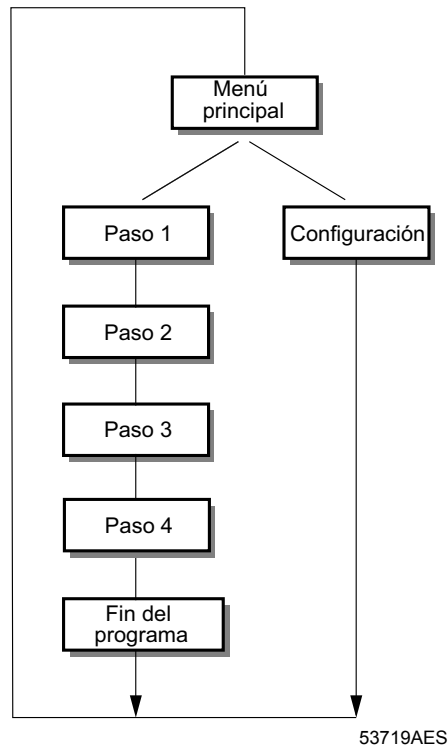 Menú
principal
Paso 1
Configuración
Paso 2
Paso 3
Paso 4
Fin del
programa
53719AES